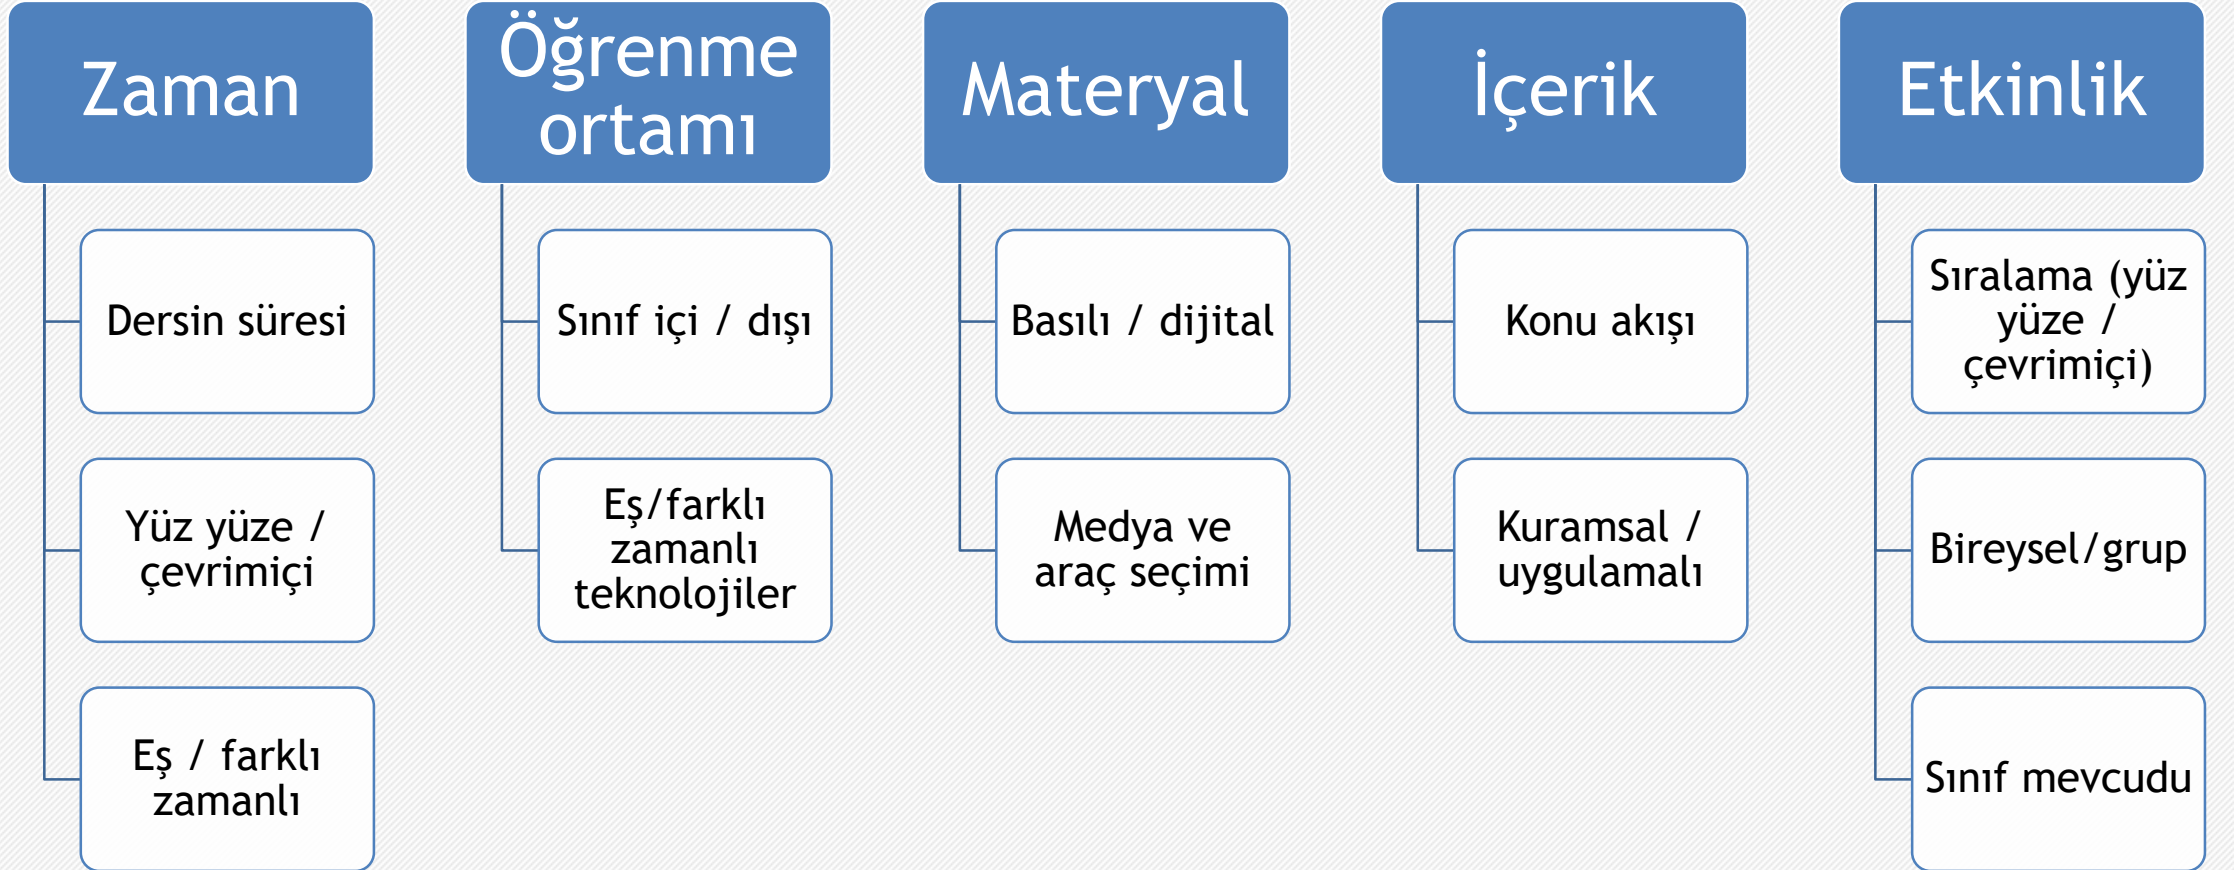 Zaman
Dersin süresi
Yüz yüze /
çevrimiçi
Eş / farklı
zamanlı
Öğrenme
ortamı
Sınıf içi / dışı
Eş/farklı
zamanlı
teknolojiler
Materyal
Basılı / dijital
Medya ve
araç seçimi
İçerik
Konu akışı
Kuramsal /
uygulamalı
Etkinlik
Sıralama (yüz
yüze /
çevrimiçi)
Bireysel/grup
Sınıf mevcudu